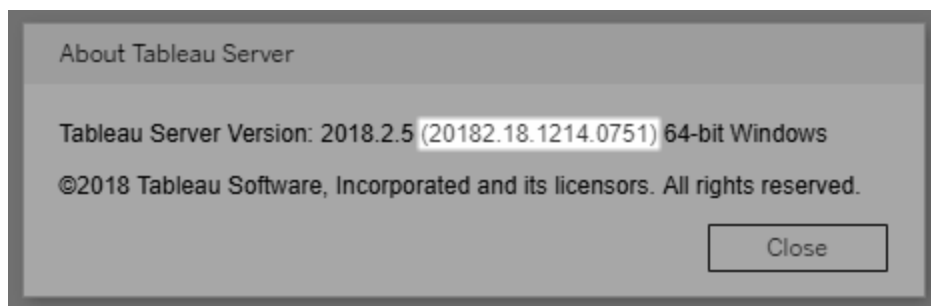 About Tableau Server
Tableau Server Version: 2018.2.5 (20182.18.1214.0751) 64-bit Windows
©2018 Tableau Software, Incorporated and its licensors. All rights reserved.
Close